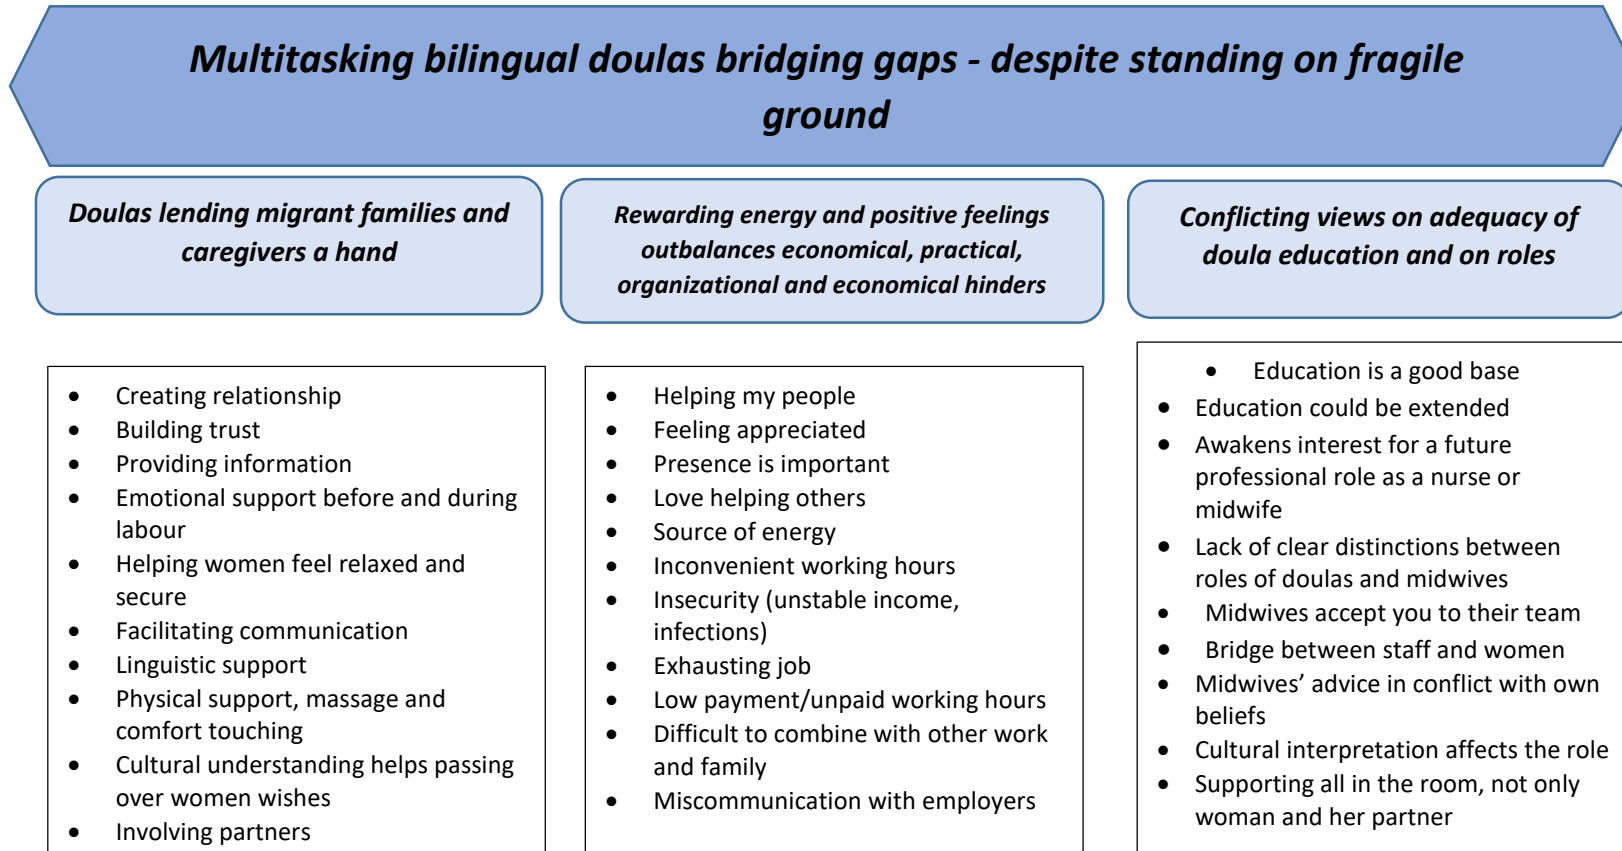 Multitasking bilingual doulas bridging gaps - despite standing on fragile
ground
Doulas lending migrant families and
caregivers a hand
Rewarding energy and positive feelings
outbalances economical, practical,
organizational and economical hinders
Conflicting views on adequacy of
doula education and on roles
• Creating relationship
• Building trust
• Providing information
• Emotional support before and during
labour
• Helping women feel relaxed and
secure
• Facilitating communication
• Linguistic support
• Physical support, massage and
comfort touching
• Cultural understanding helps passing
over women wishes
• Involving partners
• Helping my people
• Feeling appreciated
• Presence is important
• Love helping others
• Source of energy
• Inconvenient working hours
• Insecurity (unstable income,
infections)
• Exhausting job
• Low payment/unpaid working hours
• Difficult to combine with other work
and family
• Miscommunication with employers
• Education is a good base
• Education could be extended
• Awakens interest for a future
professional role as a nurse or
midwife
• Lack of clear distinctions between
roles of doulas and midwives
• Midwives accept you to their team
• Bridge between staff and women
• Midwives’ advice in conflict with own
beliefs
• Cultural interpretation affects the role
• Supporting all in the room, not only
woman and her partner